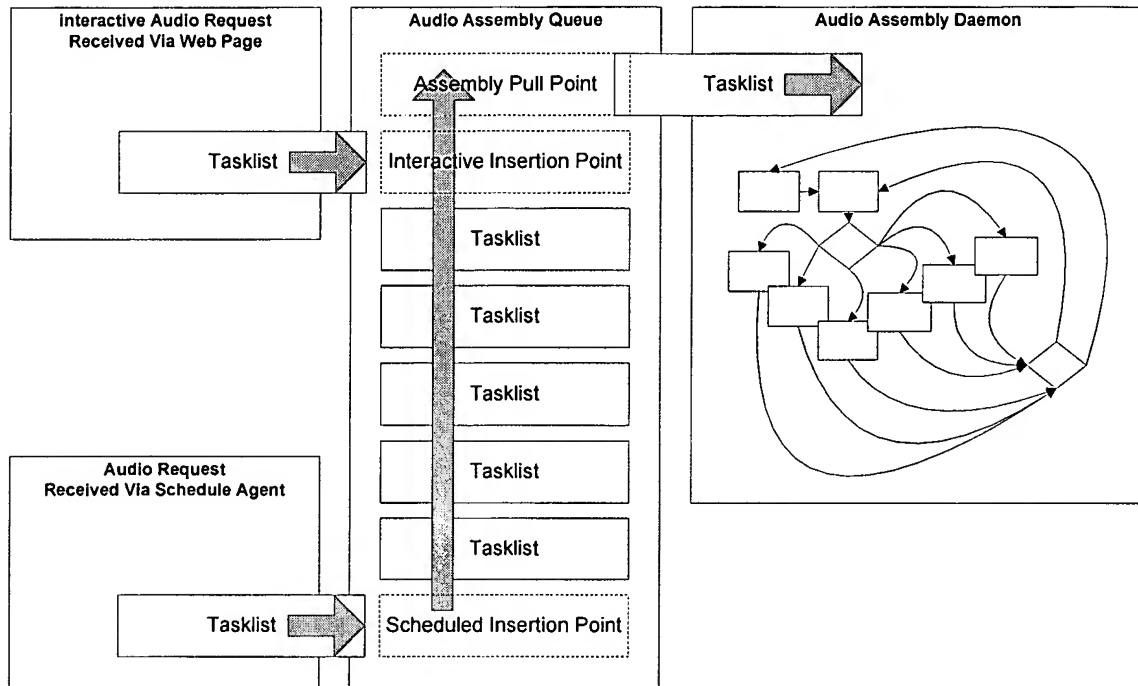 Interactive Audio Request
Received Via Web Page
Tasklist
Audio Request
Received Via Schedule Agent
Tasklist
Audio Assembly Queue
Assembly Pull Point
Interactive Insertion Point
Tasklist
Tasklist
Tasklist
Tasklist
Tasklist
Scheduled Insertion Point
Audio Assembly Daemon
Tasklist